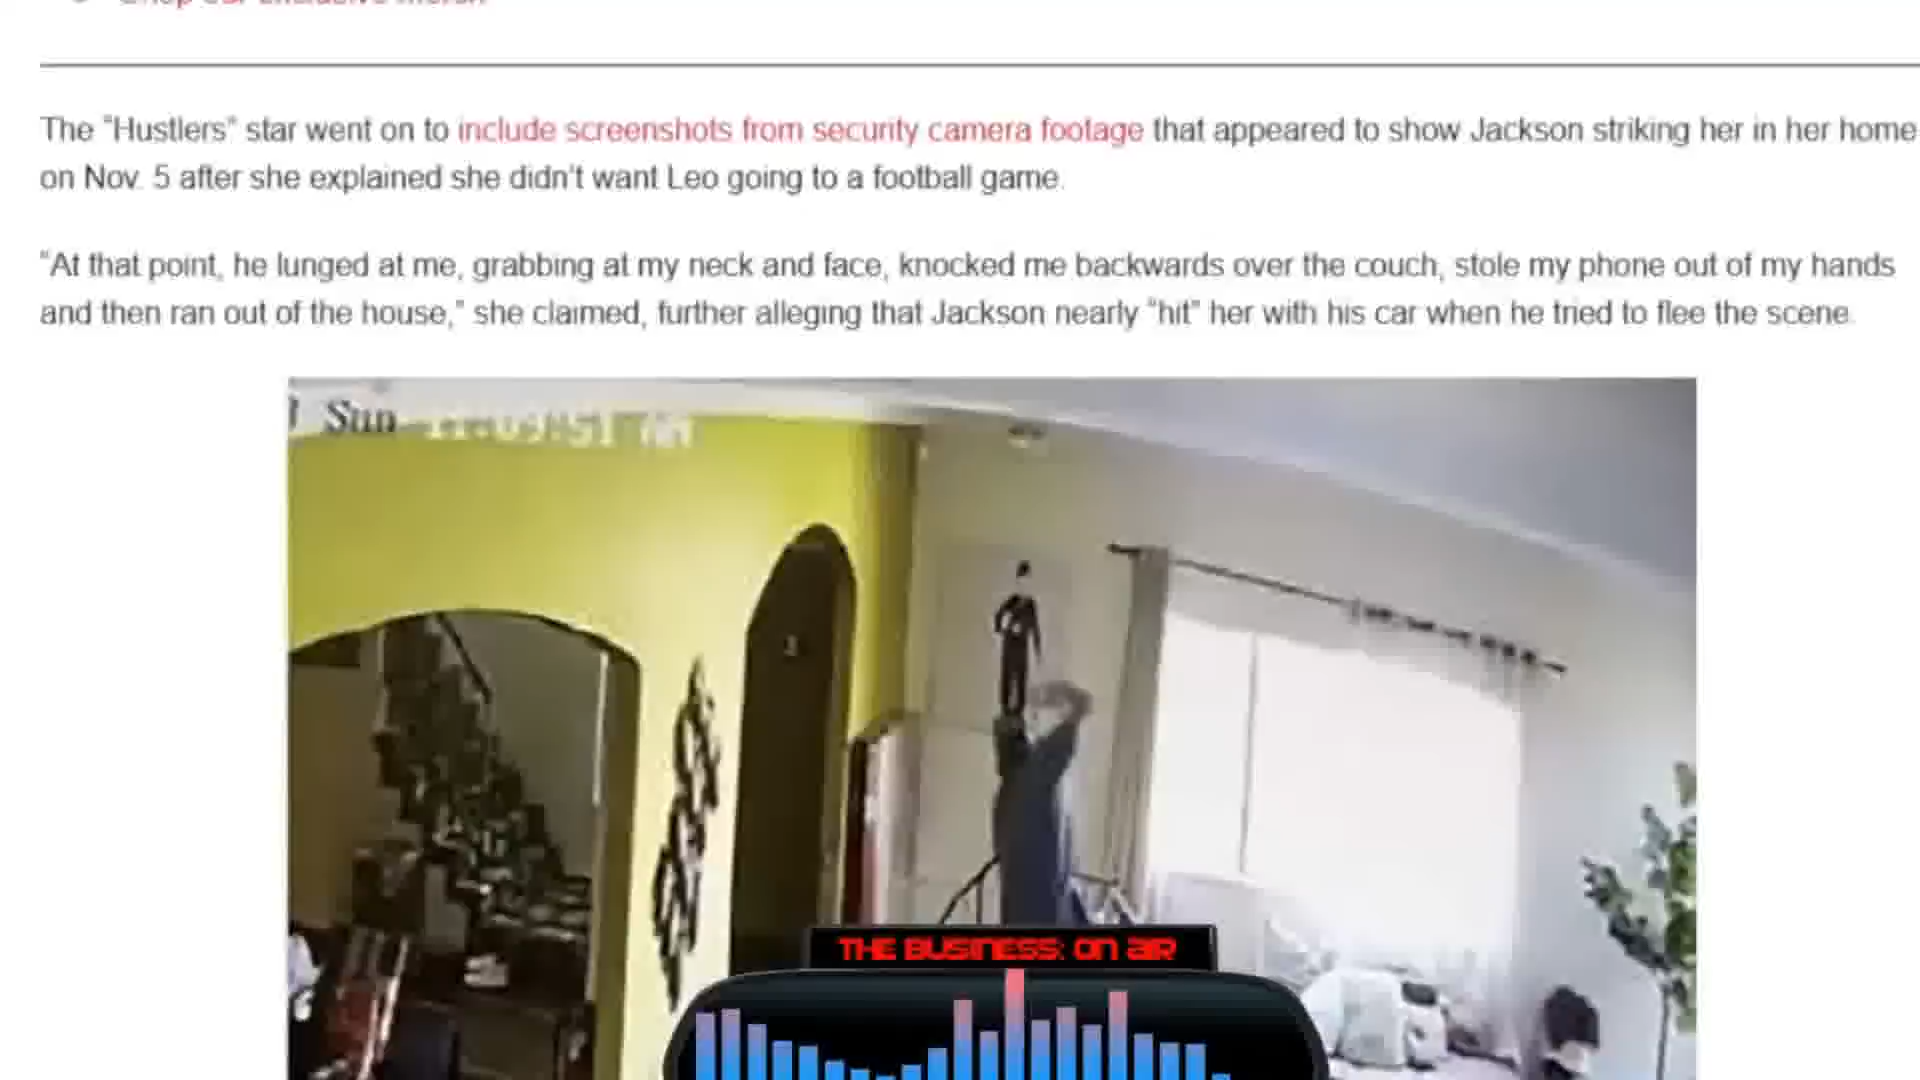 The "Hustlers" star went on to include screenshots from security camera footage that appeared to show Jackson striking her in her home
on Nov. 5 after she explained she didn't want Leo going to a football game.
"At that point, he lunged at me, grabbing at my neck and face, knocked me backwards over the couch, stole my phone out of my hands
and then ran out of the house," she claimed, further alleging that Jackson nearly "hit" her with his car when he tried to flee the scene.
Sun
THE BUSINESS: On AIR